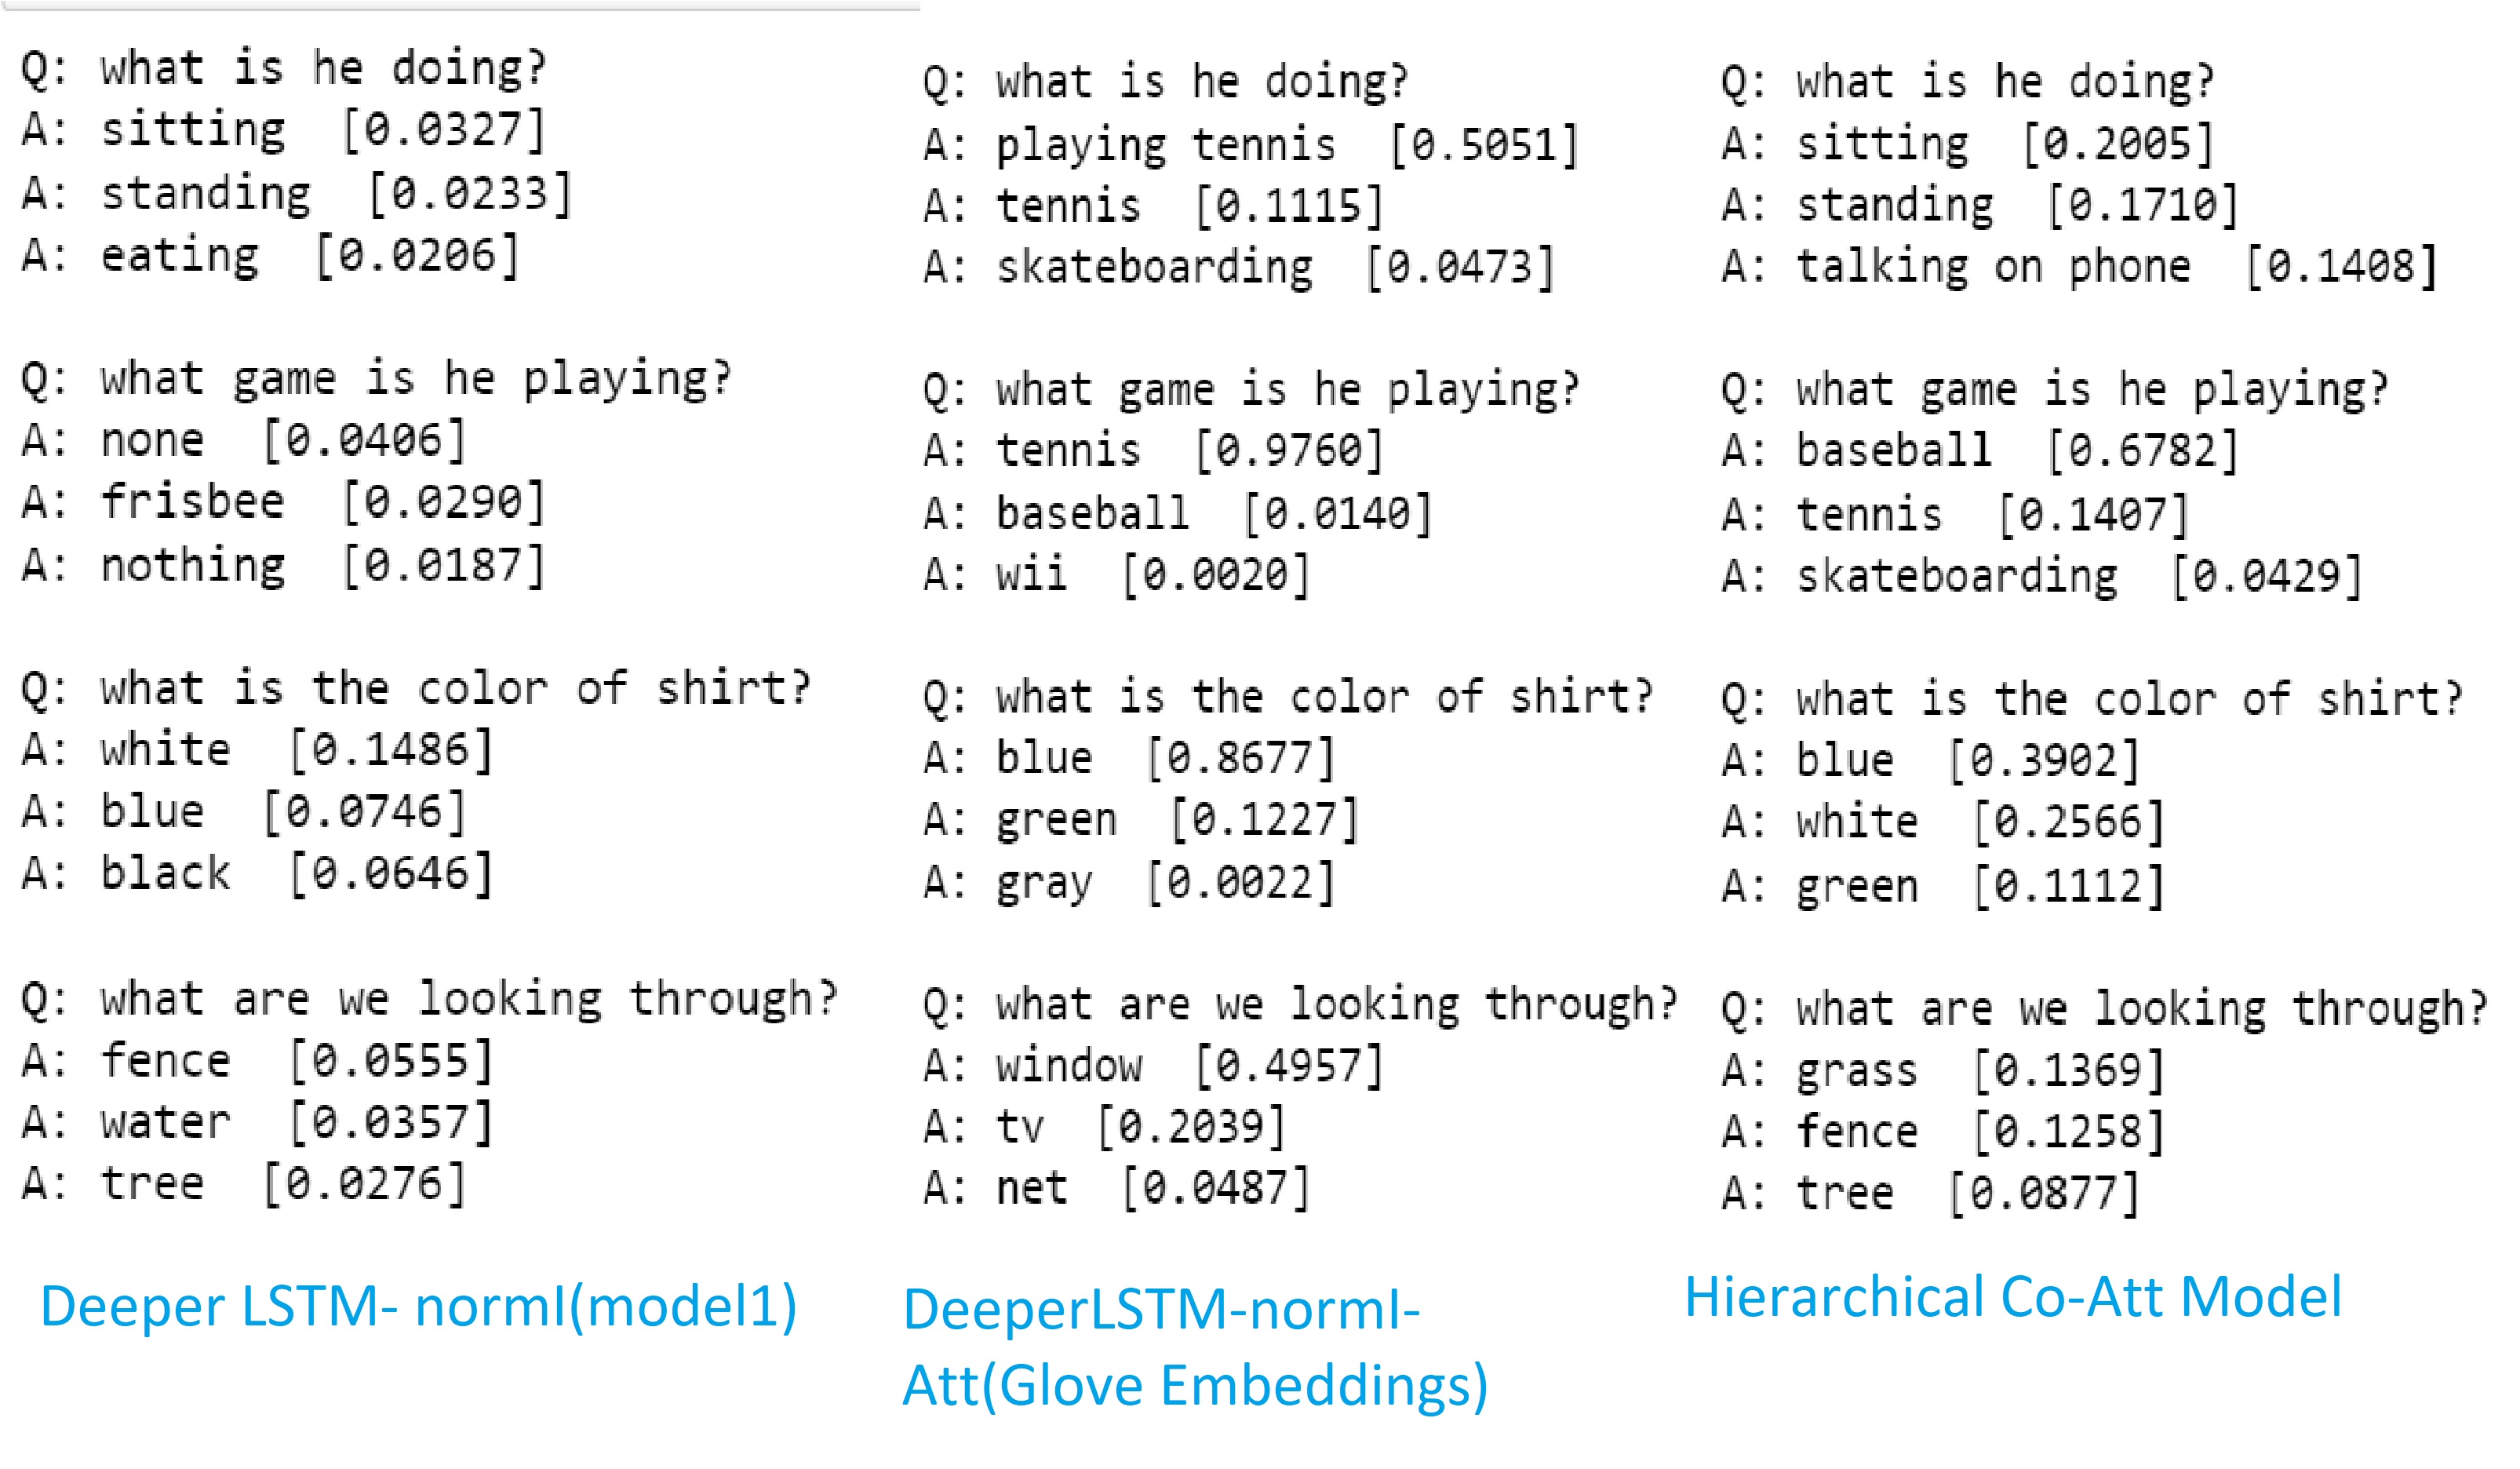 Q: what is he doing?
A: sitting [0.0327]
A: standing [0.0233]
A: eating [0.0206]
Q: what game is he playing?
A: none [0.0406]
A: frisbee [0.0290]
A: nothing [0.0187]
Q: what is the color of shirt?
A: white [0.1486]
A: blue [0.0746]
A: black [0.0646]
Q: what are we looking through?
A: fence [0.0555]
A: water [0.0357]
A: tree [0.0276]
Deeper LSTM- normI(model1)
Q: what is he doing?
A: playing tennis [0.5051]
A: tennis [0.1115]
A: skateboarding [0.0473]
Q: what game is he playing?
A: tennis [0.9760]
A: baseball [0.0140]
A: wii [0.0020]
Q: what is the color of shirt?
A: blue [0.8677]
A: green [0.1227]
A: gray [0.0022]
Q: what are we looking through?
A: window [0.4957]
A: tv [0.2039]
A: net [0.0487]
DeeperLSTM-normI-
Att(Glove Embeddings)
Q: what is he doing?
A: sitting [0.2005]
A: standing [0.1710]
A: talking on phone [0.1408]
Q: what game is he playing?
A: baseball [0.6782]
A: tennis [0.1407]
A: skateboarding [0.0429]
Q: what is the color of shirt?
A: blue [0.3902]
A: white [0.2566]
A: green [0.1112]
Q: what are we looking through?
A: grass [0.1369]
A: fence [0.1258]
A: tree [0.0877]
Hierarchical Co-Att Model